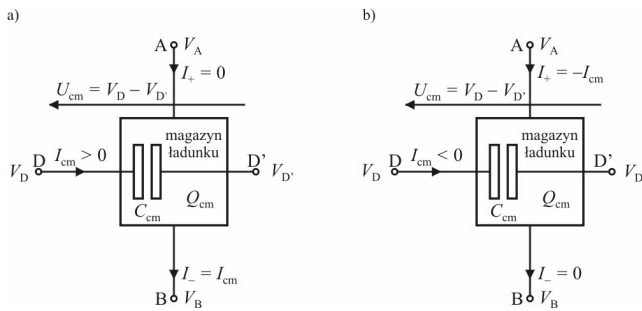 a)
A V_A
I_+ = 0
U_cm = V_D – V_D'
magazyn
ładunku
V_D D I_cm > 0
D' V_D'
C_cm
Q_cm
I_– = I_cm
B V_B
b)
A V_A
I_+ = –I_cm
U_cm = V_D – V_D'
magazyn
ładunku
V_D D I_cm < 0
D' V_D
C_cm
Q_cm
I_– = 0
B V_B